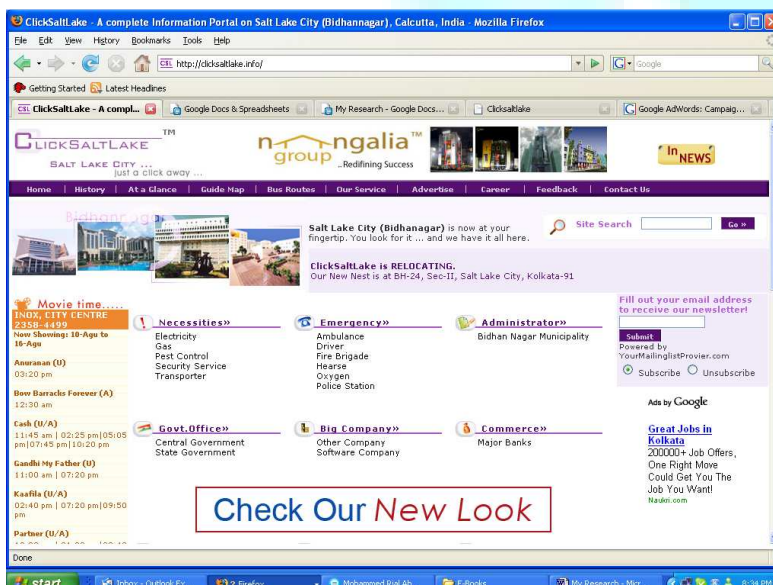 ClickSaltLake - A complete Information Portal on Salt Lake City (Bidhannagar), Calcutta, India - Mozilla Firefox
File Edit View History Bookmarks Tools Help
http://clicksaltlake.info/
Google
Getting Started Latest Headlines
ClickSaltLake - A compl... Google Docs & Spreadsheets My Research - Google Docs... Clicksaltlake Google AdWords: Campaig...
CLICKSALTLAKE TM
SALT LAKE CITY ...
just a click away ...
ngalia TM
group ..Redifining Success
In NEWS
Home | History | At a Glance | Guide Map | Bus Routes | Our Service | Advertise | Career | Feedback | Contact Us
Salt Lake City (Bidhanagar) is now at your
fingertip. You look for it ... and we have it all here.
Site Search Go »
ClickSaltLake is RELOCATING.
Our New Nest is at BH-24, Sec-II, Salt Lake City, Kolkata-91
Movie time.....
INOX, CITY CENTRE
2358-4499
Now Showing: 10-Agu to
16-Agu
Anuranan (U)
03:20 pm
Bow Barracks Forever (A)
12:30 am
Cash (U/A)
11:45 am | 02:25 pm|05:05
pm|07:45 pm|10:20 pm
Gandhi My Father (U)
11:00 am | 07:20 pm
Kaafila (U/A)
02:40 pm | 07:20 pm|09:50
pm
Partner (U/A)
Necessities»
Electricity
Gas
Pest Control
Security Service
Transporter
Emergency»
Ambulance
Driver
Fire Brigade
Hearse
Oxygen
Police Station
Administrator»
Bidhan Nagar Municipality
Govt.Office»
Central Government
State Government
Big Company»
Other Company
Software Company
Commerce»
Major Banks
Fill out your email address
to receive our newsletter!
Submit
Powered by
YourMailinglistProvier.com
Subscribe Unsubscribe
Ads by Google
Great Jobs in
Kolkata
200000+ Job Offers,
One Right Move
Could Get You The
Job You Want!
Naukri.com
Check Our New Look
Done
start Inbox - Outlook Ex... 2 Firefox Mohammed Rial Ab... E-Books My Research - Micr... 8:34 PM